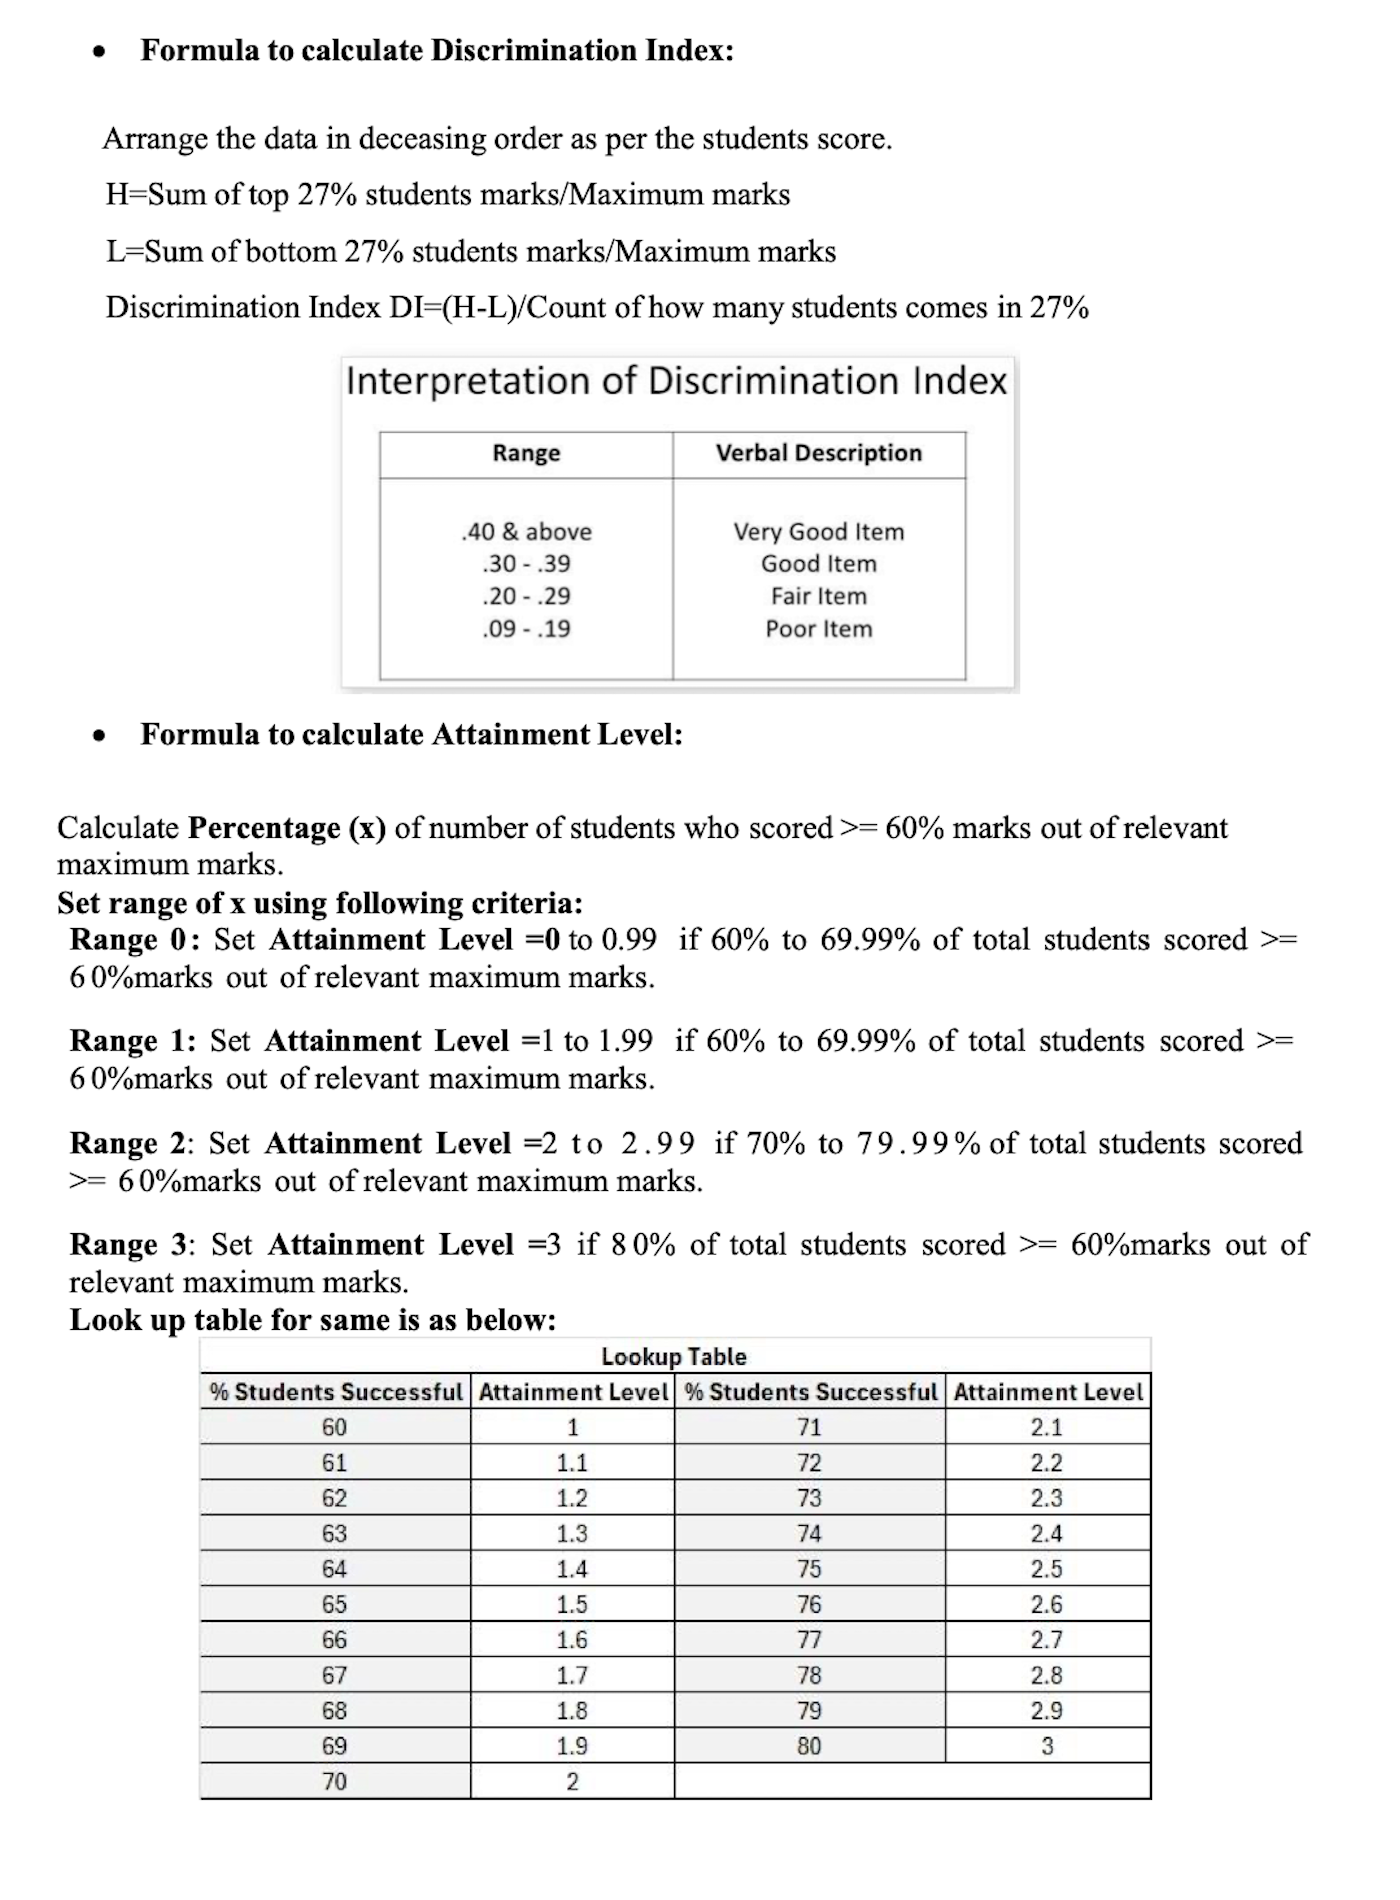 • Formula to calculate Discrimination Index:
Arrange the data in deceasing order as per the students score.
H=Sum of top 27% students marks/Maximum marks
L=Sum of bottom 27% students marks/Maximum marks
Discrimination Index DI=(H-L)/Count of how many students comes in 27%
Interpretation of Discrimination Index
Range Verbal Description
.40 & above Very Good Item
.30 - .39 Good Item
.20 - .29 Fair Item
.09 - .19 Poor Item
• Formula to calculate Attainment Level:
Calculate Percentage (x) of number of students who scored >= 60% marks out of relevant
maximum marks.
Set range of x using following criteria:
Range 0: Set Attainment Level =0 to 0.99 if 60% to 69.99% of total students scored >=
60%marks out of relevant maximum marks.
Range 1: Set Attainment Level =1 to 1.99 if 60% to 69.99% of total students scored >=
60%marks out of relevant maximum marks.
Range 2: Set Attainment Level =2 to 2.99 if 70% to 79.99% of total students scored
>= 60%marks out of relevant maximum marks.
Range 3: Set Attainment Level =3 if 80% of total students scored >= 60%marks out of
relevant maximum marks.
Look up table for same is as below:
Lookup Table
% Students Successful Attainment Level % Students Successful Attainment Level
60 1 71 2.1
61 1.1 72 2.2
62 1.2 73 2.3
63 1.3 74 2.4
64 1.4 75 2.5
65 1.5 76 2.6
66 1.6 77 2.7
67 1.7 78 2.8
68 1.8 79 2.9
69 1.9 80 3
70 2